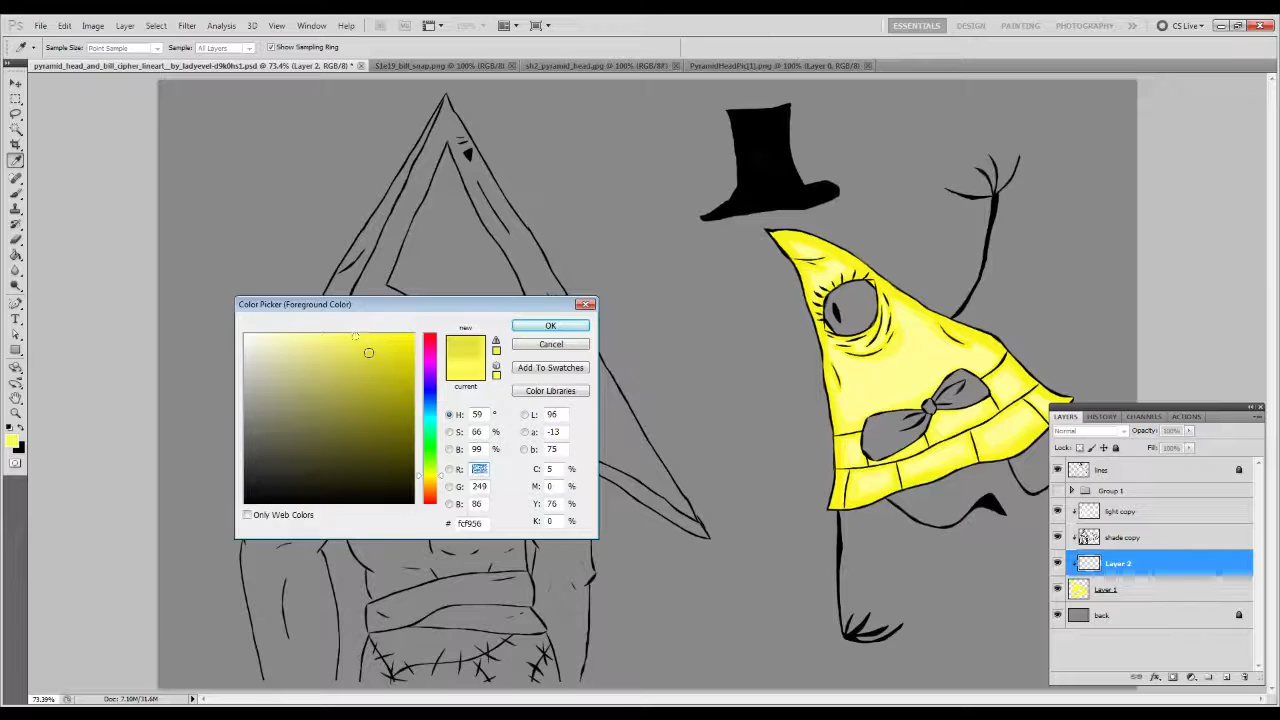 Ps File Edit Image Layer Select Filter Analysis 3D View Window Help
ESSENTIALS DESIGN PAINTING PHOTOGRAPHY CS Live
Sample Size: Point Sample Sample: All Layers Show Sampling Ring
pyramid_head_and_bill_cipher_lineart__by_ladyevel-d9k0hs1.psd @ 73.4% (Layer 2, RGB/8) * S1e19_bill_snap.png @ 100% (RGB/8) sh2_pyramid_head.jpg @ 100% (RGB/8#) PyramidHeadPic[1].png @ 100% (Layer 0, RGB/8)
Color Picker (Foreground Color)
new
current
OK
Cancel
Add To Swatches
Color Libraries
H: 59 ° L: 96
S: 66 % a: -13
B: 99 % b: 75
R: C: 5 %
G: 249 M: 0 %
B: 86 Y: 76 %
# fcf956 K: 0 %
Only Web Colors
LAYERS HISTORY CHANNELS ACTIONS
Normal Opacity: 100%
Lock: Fill: 100%
lines
Group 1
light copy
shade copy
Layer 2
Layer 1
back
73.39% Doc: 7.10M/31.6M